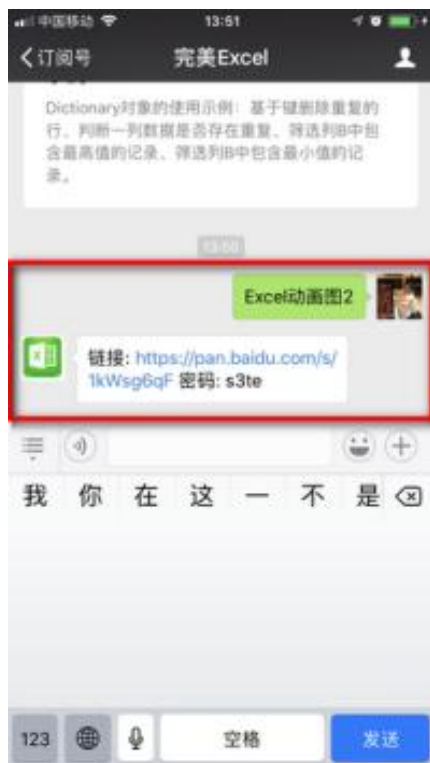 中国移动 13:51
订阅号 完美Excel
Dictionary对象的使用示例：基于键删除重复的
行、判断一列数据是否存在重复、筛选列B中包
含最高值的记录、筛选列B中包含最小值的记
录。
Excel动画图2
链接: https://pan.baidu.com/s/
1kWsg6qF 密码: s3te
我 你 在 这 一 不 是
123 空格 发送